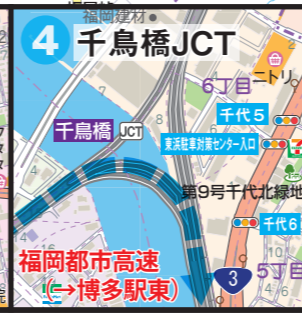 福岡建材
4 千鳥橋JCT
ニトリ
6丁目
千代5
千鳥橋 JCT
東浜駐車対策センター入口
第9号千代北緑地
千代6
福岡都市高速
(→博多駅東)
3
5丁目